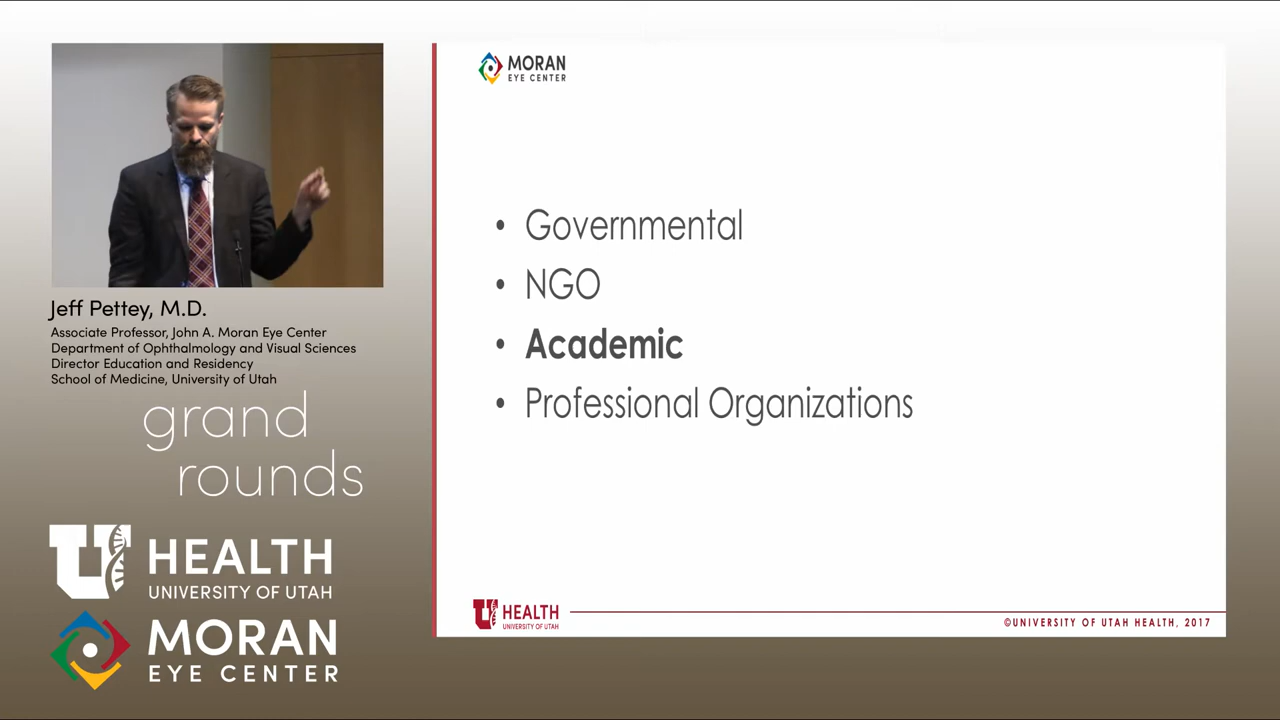 Jeff Pettey, M.D.
Associate Professor, John A. Moran Eye Center
Department of Ophthalmology and Visual Sciences
Director Education and Residency
School of Medicine, University of Utah
grand
rounds
U HEALTH
UNIVERSITY OF UTAH
MORAN
EYE CENTER
MORAN
EYE CENTER
• Governmental
• NGO
• Academic
• Professional Organizations
U HEALTH
UNIVERSITY OF UTAH
©UNIVERSITY OF UTAH HEALTH, 2017